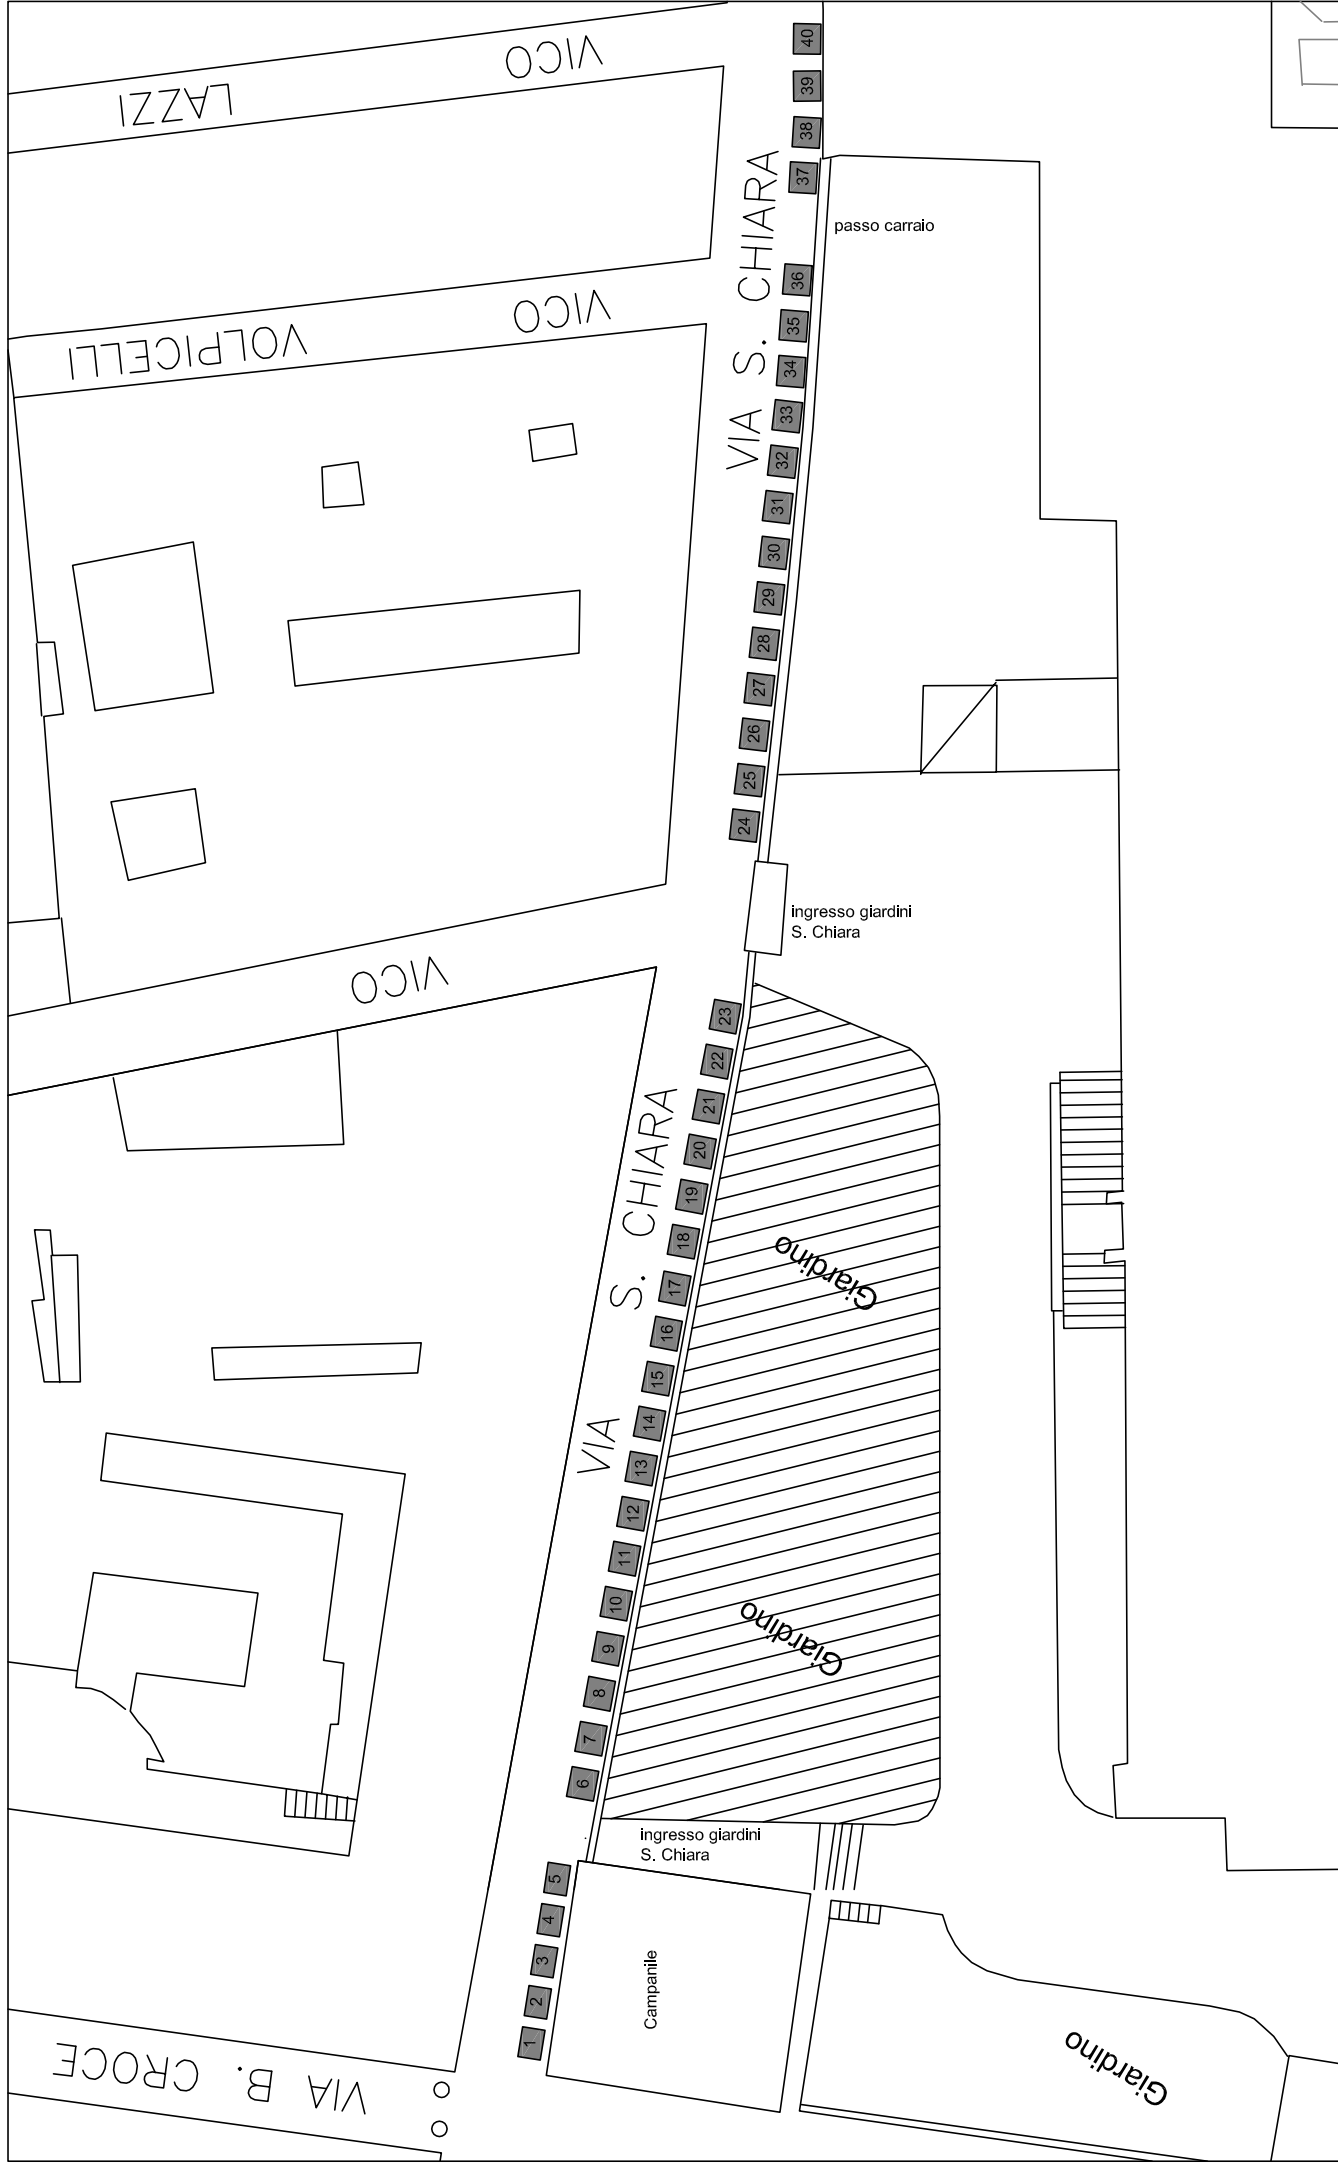 VICO
LAZZI
40
39
38
37
VIA S. CHIARA
passo carraio
VICO
VOLPICELLI
36
35
34
33
32
31
30
29
28
27
26
25
24
ingresso giardini
S. Chiara
VICO
23
22
21
20
19
18
17
16
15
14
13
12
11
10
9
8
7
6
VIA S. CHIARA
Giardino
Giardino
ingresso giardini
S. Chiara
5
4
3
2
1
Campanile
VIA B. CROCE
Giardino